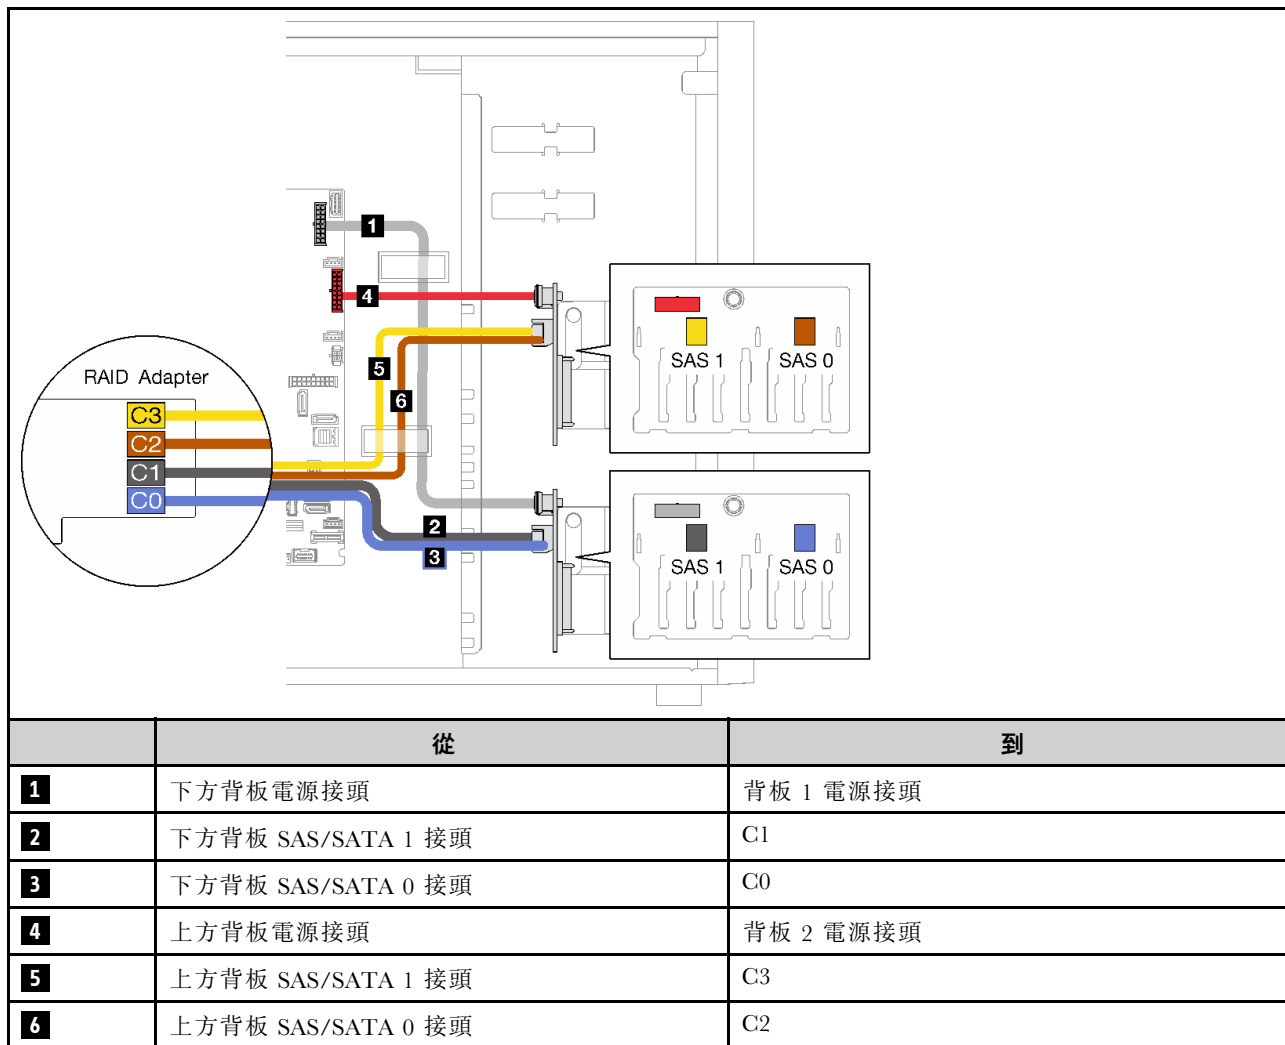 1
4
5
RAID Adapter
6
C3
C2
C1
C0
2
3
SAS 1
SAS 0
SAS 1
SAS 0
從 到
1 下方背板電源接頭 背板 1 電源接頭
2 下方背板 SAS/SATA 1 接頭 C1
3 下方背板 SAS/SATA 0 接頭 C0
4 上方背板電源接頭 背板 2 電源接頭
5 上方背板 SAS/SATA 1 接頭 C3
6 上方背板 SAS/SATA 0 接頭 C2